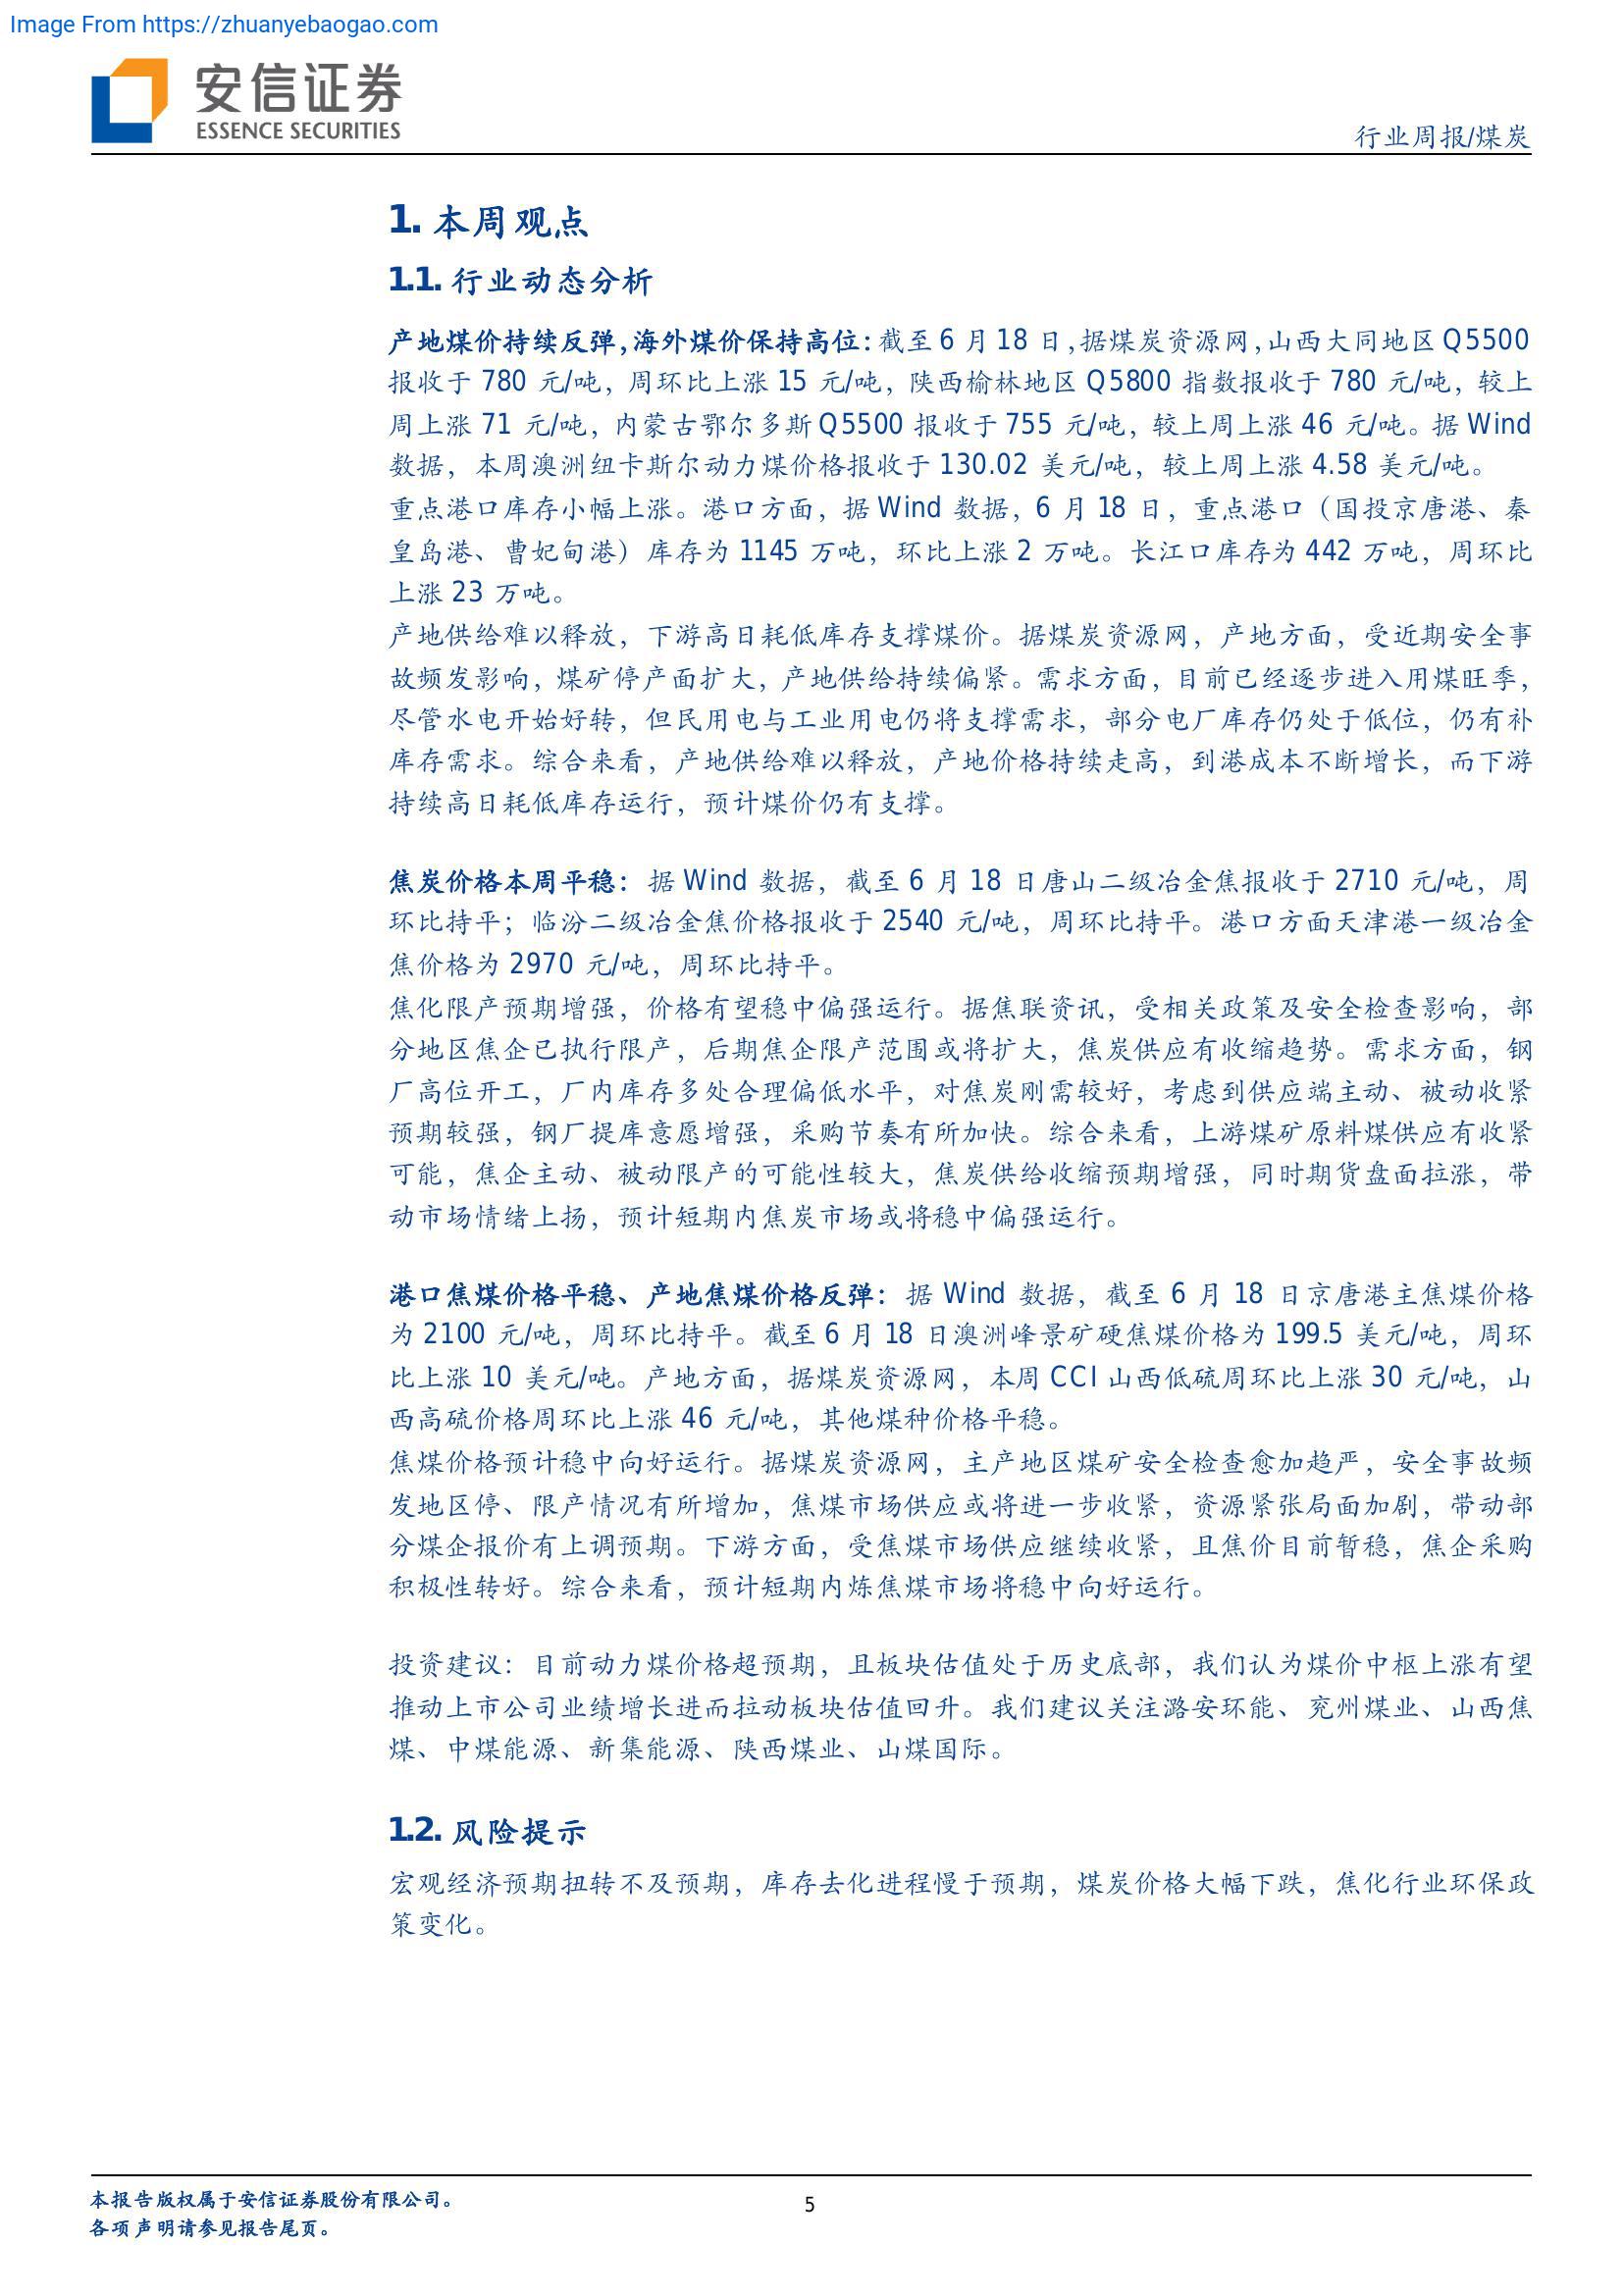 Image From https://zhuanyebaogao.com
安信证券
ESSENCE SECURITIES
行业周报/煤炭
1. 本周观点
1.1. 行业动态分析
产地煤价持续反弹,海外煤价保持高位：截至 6 月 18 日,据煤炭资源网,山西大同地区 Q5500
报收于 780 元/吨，周环比上涨 15 元/吨，陕西榆林地区 Q5800 指数报收于 780 元/吨，较上
周上涨 71 元/吨，内蒙古鄂尔多斯 Q5500 报收于 755 元/吨，较上周上涨 46 元/吨。据 Wind
数据，本周澳洲纽卡斯尔动力煤价格报收于 130.02 美元/吨，较上周上涨 4.58 美元/吨。
重点港口库存小幅上涨。港口方面，据 Wind 数据，6 月 18 日，重点港口（国投京唐港、秦
皇岛港、曹妃甸港）库存为 1145 万吨，环比上涨 2 万吨。长江口库存为 442 万吨，周环比
上涨 23 万吨。
产地供给难以释放，下游高日耗低库存支撑煤价。据煤炭资源网，产地方面，受近期安全事
故频发影响，煤矿停产面扩大，产地供给持续偏紧。需求方面，目前已经逐步进入用煤旺季，
尽管水电开始好转，但民用电与工业用电仍将支撑需求，部分电厂库存仍处于低位，仍有补
库存需求。综合来看，产地供给难以释放，产地价格持续走高，到港成本不断增长，而下游
持续高日耗低库存运行，预计煤价仍有支撑。
焦炭价格本周平稳：据 Wind 数据，截至 6 月 18 日唐山二级冶金焦报收于 2710 元/吨，周
环比持平；临汾二级冶金焦价格报收于 2540 元/吨，周环比持平。港口方面天津港一级冶金
焦价格为 2970 元/吨，周环比持平。
焦化限产预期增强，价格有望稳中偏强运行。据焦联资讯，受相关政策及安全检查影响，部
分地区焦企已执行限产，后期焦企限产范围或将扩大，焦炭供应有收缩趋势。需求方面，钢
厂高位开工，厂内库存多处合理偏低水平，对焦炭刚需较好，考虑到供应端主动、被动收紧
预期较强，钢厂提库意愿增强，采购节奏有所加快。综合来看，上游煤矿原料煤供应有收紧
可能，焦企主动、被动限产的可能性较大，焦炭供给收缩预期增强，同时期货盘面拉涨，带
动市场情绪上扬，预计短期内焦炭市场或将稳中偏强运行。
港口焦煤价格平稳、产地焦煤价格反弹：据 Wind 数据，截至 6 月 18 日京唐港主焦煤价格
为 2100 元/吨，周环比持平。截至 6 月 18 日澳洲峰景矿硬焦煤价格为 199.5 美元/吨，周环
比上涨 10 美元/吨。产地方面，据煤炭资源网，本周 CCI 山西低硫周环比上涨 30 元/吨，山
西高硫价格周环比上涨 46 元/吨，其他煤种价格平稳。
焦煤价格预计稳中向好运行。据煤炭资源网，主产地区煤矿安全检查愈加趋严，安全事故频
发地区停、限产情况有所增加，焦煤市场供应或将进一步收紧，资源紧张局面加剧，带动部
分煤企报价有上调预期。下游方面，受焦煤市场供应继续收紧，且焦价目前暂稳，焦企采购
积极性转好。综合来看，预计短期内炼焦煤市场将稳中向好运行。
投资建议：目前动力煤价格超预期，且板块估值处于历史底部，我们认为煤价中枢上涨有望
推动上市公司业绩增长进而拉动板块估值回升。我们建议关注潞安环能、兖州煤业、山西焦
煤、中煤能源、新集能源、陕西煤业、山煤国际。
1.2. 风险提示
宏观经济预期扭转不及预期，库存去化进程慢于预期，煤炭价格大幅下跌，焦化行业环保政
策变化。
本报告版权属于安信证券股份有限公司。
5
各项声明请参见报告尾页。